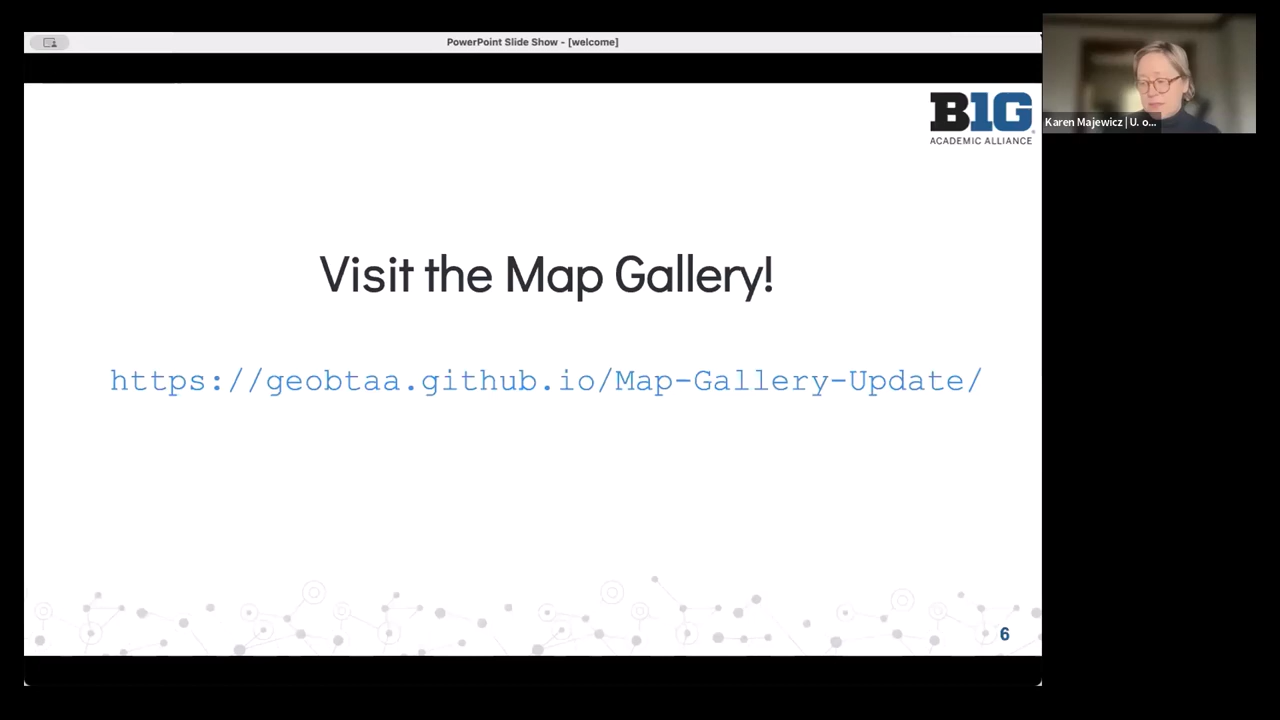 PowerPoint Slide Show - [welcome]
B1G
ACADEMIC ALLIANCE
Karen Majewicz | U. o...
Visit the Map Gallery!
https://geobtaa.github.io/Map-Gallery-Update/
6